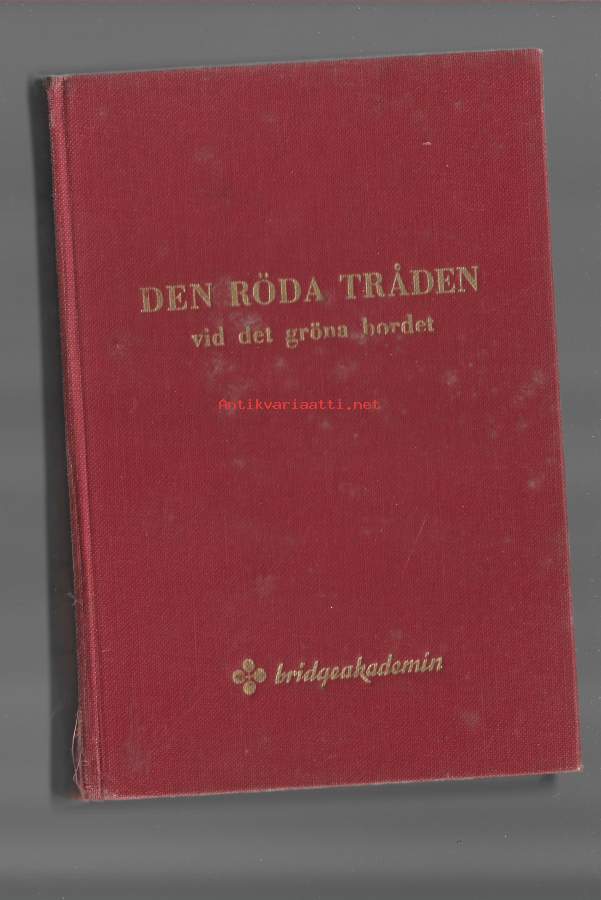 DEN RÖDA TRÅDEN
vid det gröna bordet
Antikvariaatti.net
bridgeakademin